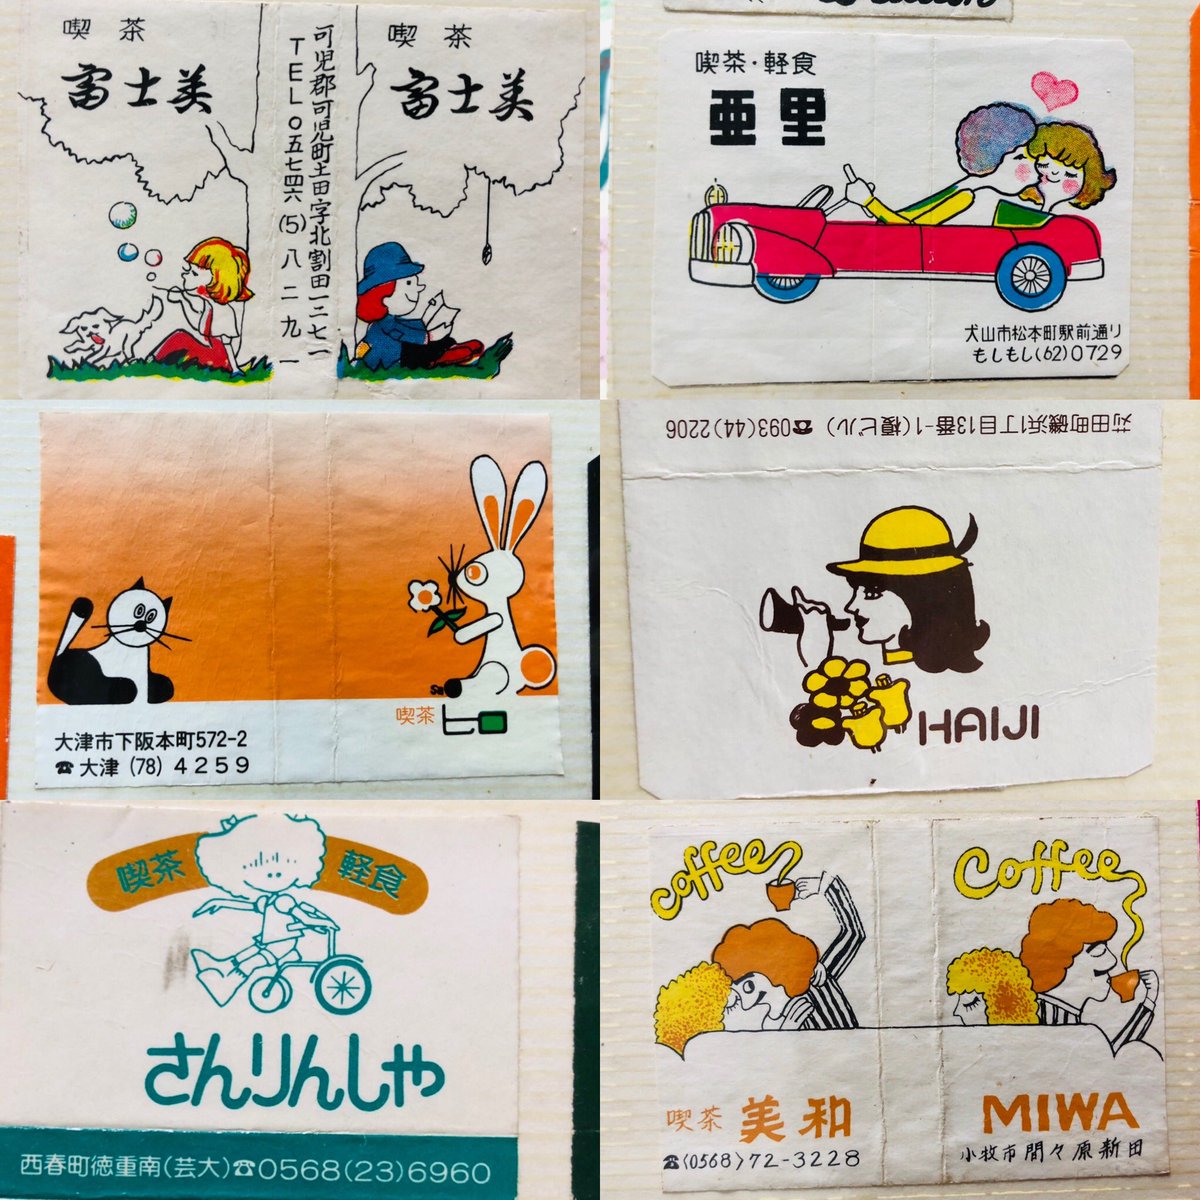 喫茶
富士美
可児郡可児町土田字北割田一二七一
TEL〇五七四六(5)八二九一
喫茶
富士美
喫茶・軽食
亜里
犬山市松本町駅前通り
もしもし(62)0729
喫茶 ヒロ
大津市下阪本町572-2
☎大津 (78) 4259
苅田町磯浜1丁目13番-1(榎ビル) ☎093(44)2206
HAIJI
喫茶 軽食
さんりんしゃ
西春町徳重南(芸大)☎0568(23)6960
coffee
喫茶 美和
☎(0568)72-3228
Coffee
MIWA
小牧市間々原新田